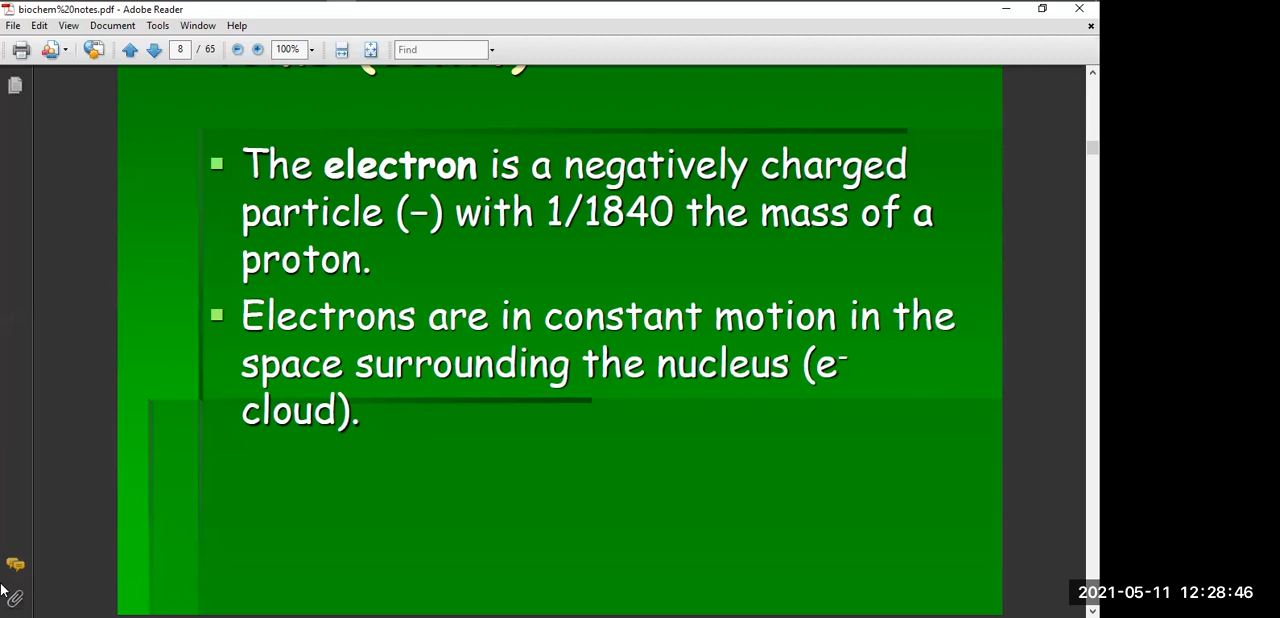 biochem%20notes.pdf - Adobe Reader
File Edit View Document Tools Window Help
8 / 65 100% Find
▪ The electron is a negatively charged
particle (–) with 1/1840 the mass of a
proton.
▪ Electrons are in constant motion in the
space surrounding the nucleus (e⁻
cloud).
2021-05-11 12:28:46